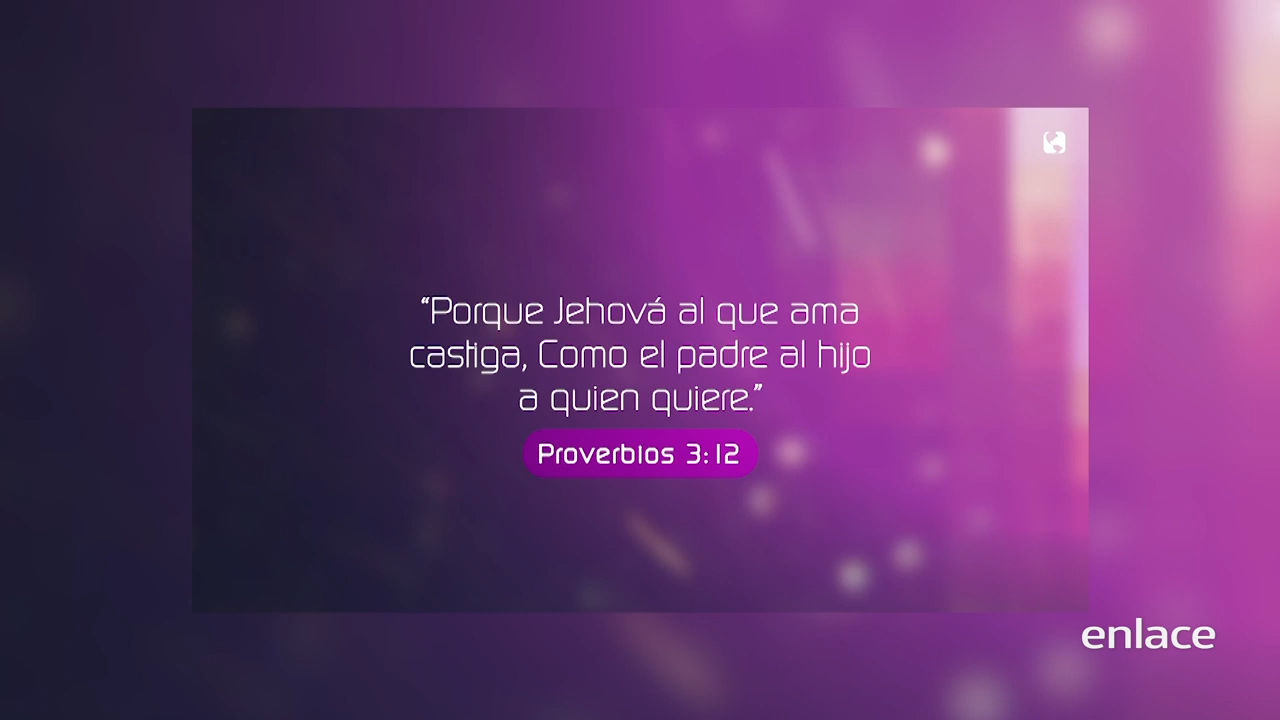 “Porque Jehová al que ama
castiga, Como el padre al hijo
a quien quiere.”
Proverbios 3:12
enlace